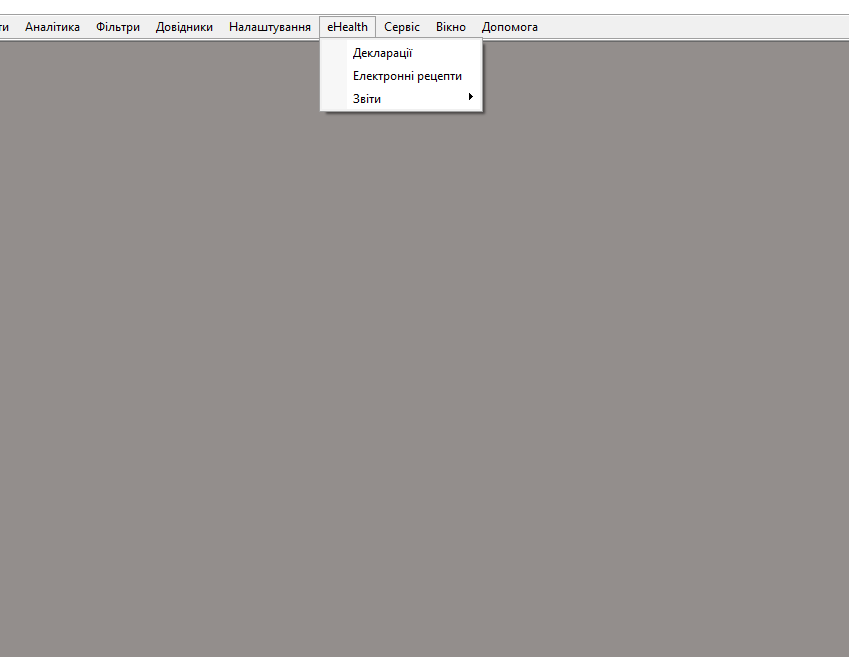 ти Аналітика Фільтри Довідники Налаштування eHealth Сервіс Вікно Допомога
Декларації
Електронні рецепти
Звіти